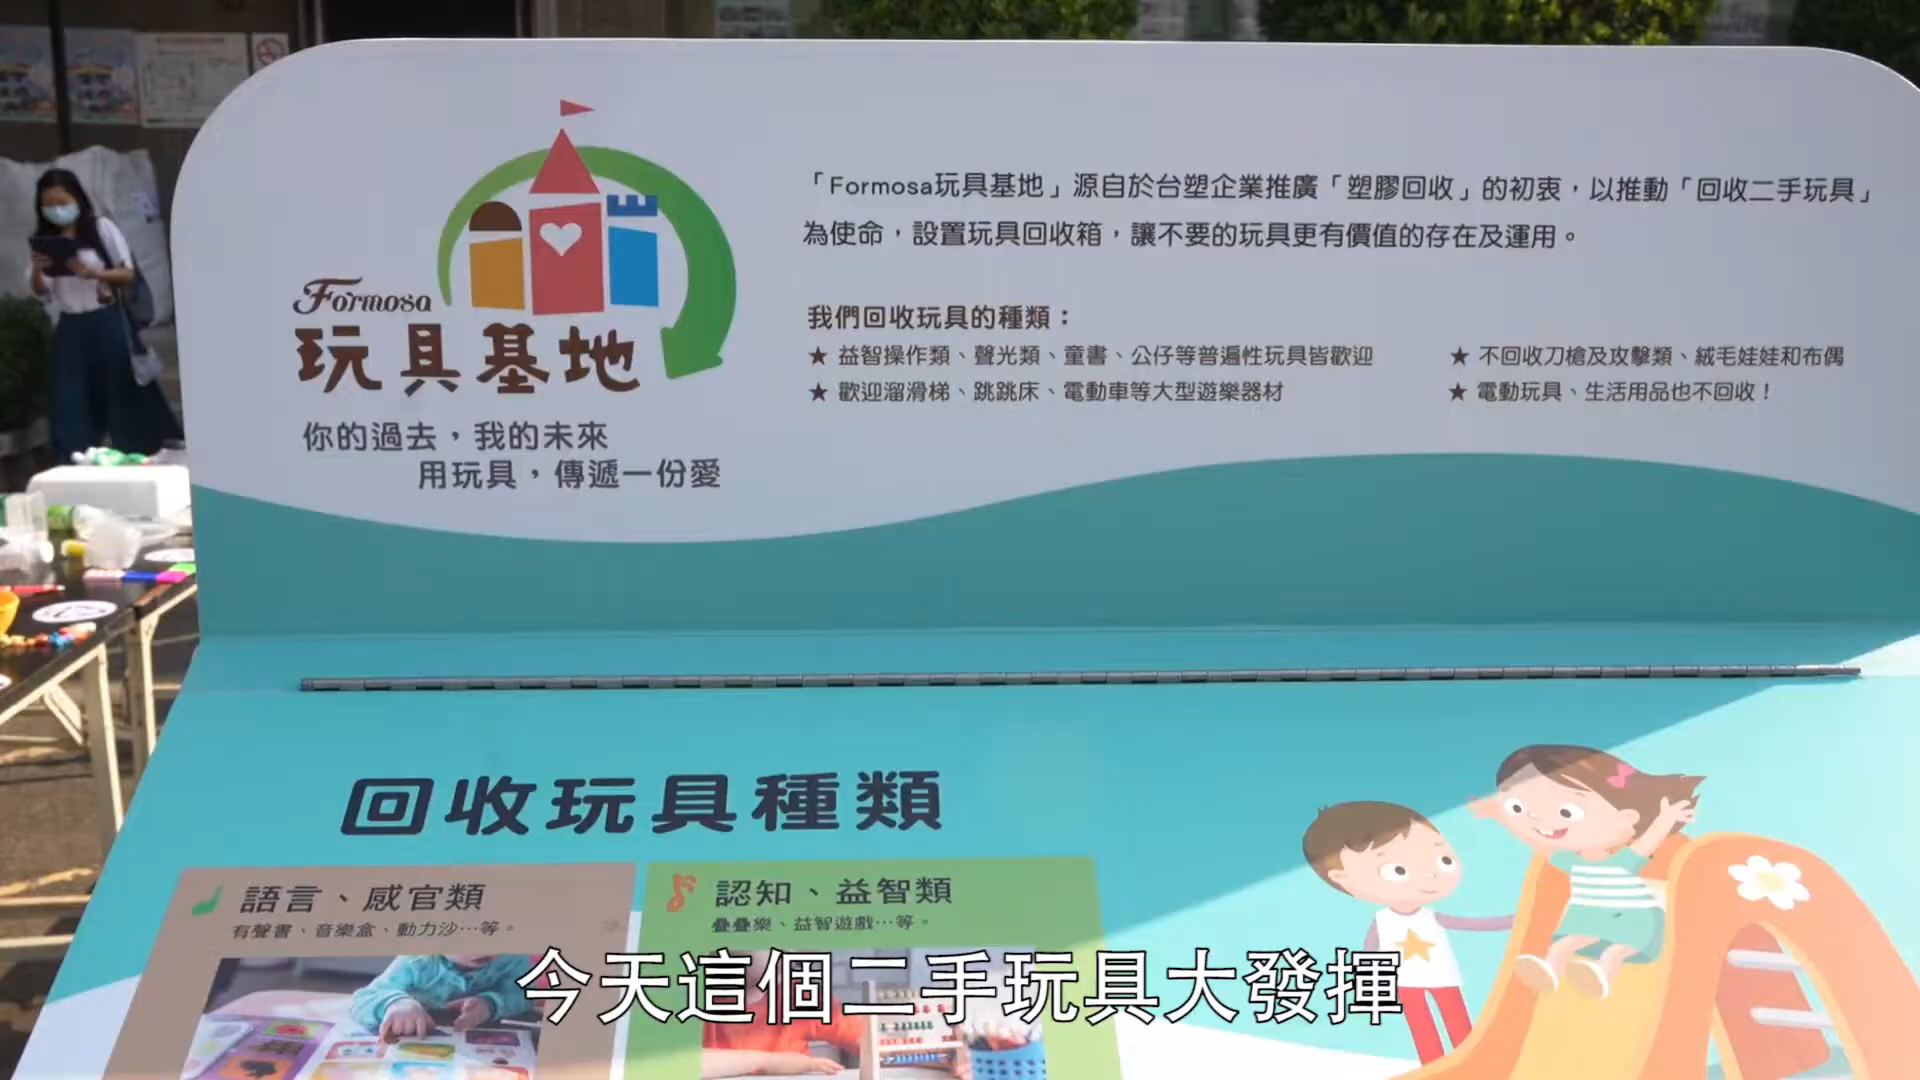 Formosa
玩具基地
你的過去，我的未來
用玩具，傳遞一份愛
「Formosa玩具基地」源自於台塑企業推廣「塑膠回收」的初衷，以推動「回收二手玩具」
為使命，設置玩具回收箱，讓不要的玩具更有價值的存在及運用。
我們回收玩具的種類：
★ 益智操作類、聲光類、童書、公仔等普遍性玩具皆歡迎
★ 歡迎溜滑梯、跳跳床、電動車等大型遊樂器材
★ 不回收刀槍及攻擊類、絨毛娃娃和布偶
★ 電動玩具、生活用品也不回收！
回收玩具種類
語言、感官類
有聲書、音樂盒、動力沙…等。
認知、益智類
疊疊樂、益智遊戲…等。
今天這個二手玩具大發揮